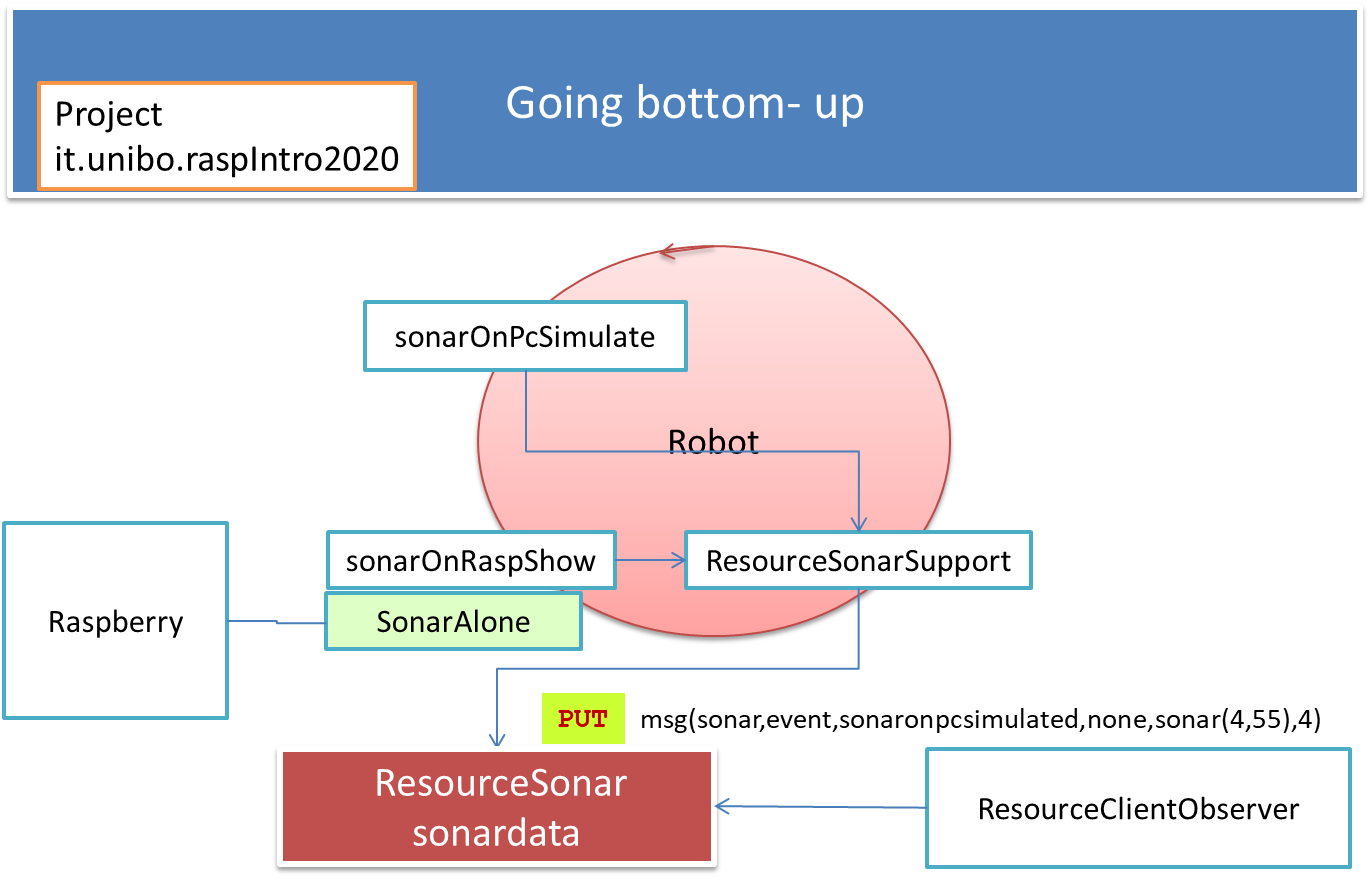 Going bottom- up
Project
it.unibo.raspIntro2020
sonarOnPcSimulate
Robot
sonarOnRaspShow
ResourceSonarSupport
Raspberry
SonarAlone
PUT
msg(sonar,event,sonaronpcsimulated,none,sonar(4,55),4)
ResourceSonar
sonardata
ResourceClientObserver